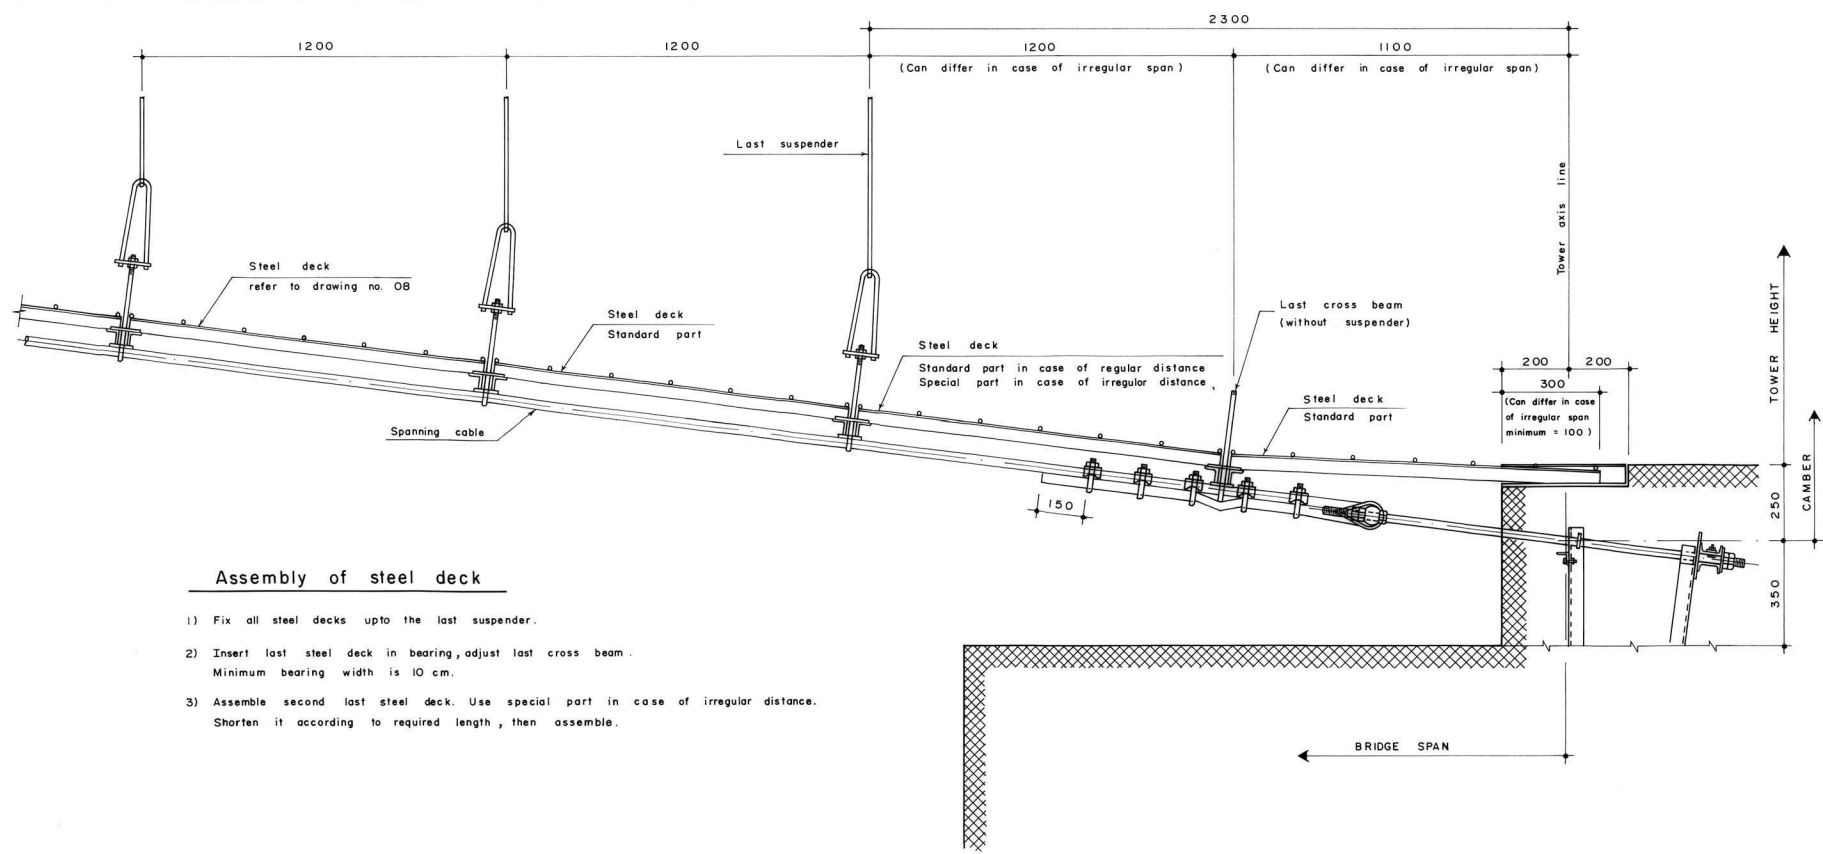 2300
1200
1200
1200
1100
(Can differ in case of irregular span)
(Can differ in case of irregular span)
Last suspender
Tower axis line
Steel deck
refer to drawing no. 08
Steel deck
Standard part
Last cross beam
(without suspender)
Steel deck
Standard part in case of regular distance
Special part in case of irregulor distance,
Steel deck
Standard part
200
200
300
(Can differ in case
of irregular span
minimum = 100)
TOWER HEIGHT
CAMBER
250
350
Spanning cable
150
Assembly of steel deck
1) Fix all steel decks upto the last suspender.
2) Insert last steel deck in bearing, adjust last cross beam.
Minimum bearing width is 10 cm.
3) Assemble second last steel deck. Use special part in case of irregular distance.
Shorten it according to required length, then assemble.
BRIDGE SPAN